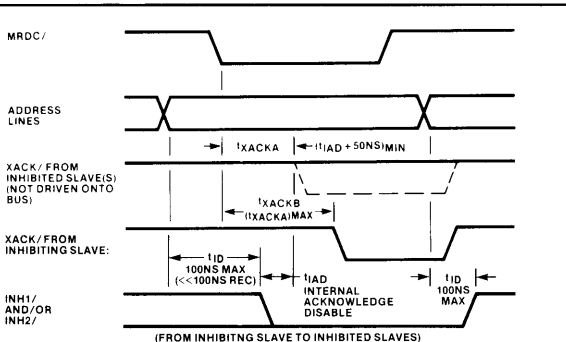 MRDC/
ADDRESS
LINES
tXACKA
(tIAD + 50NS)MIN
XACK/ FROM
INHIBITED SLAVE(S)
(NOT DRIVEN ONTO
BUS)
tXACKB
(tXACKA)MAX
XACK/ FROM
INHIBITING SLAVE:
tID
100NS MAX
(<<100NS REC)
tIAD
INTERNAL
ACKNOWLEDGE
DISABLE
tID
100NS
MAX
INH1/
AND/OR
INH2/
(FROM INHIBITNG SLAVE TO INHIBITED SLAVES)